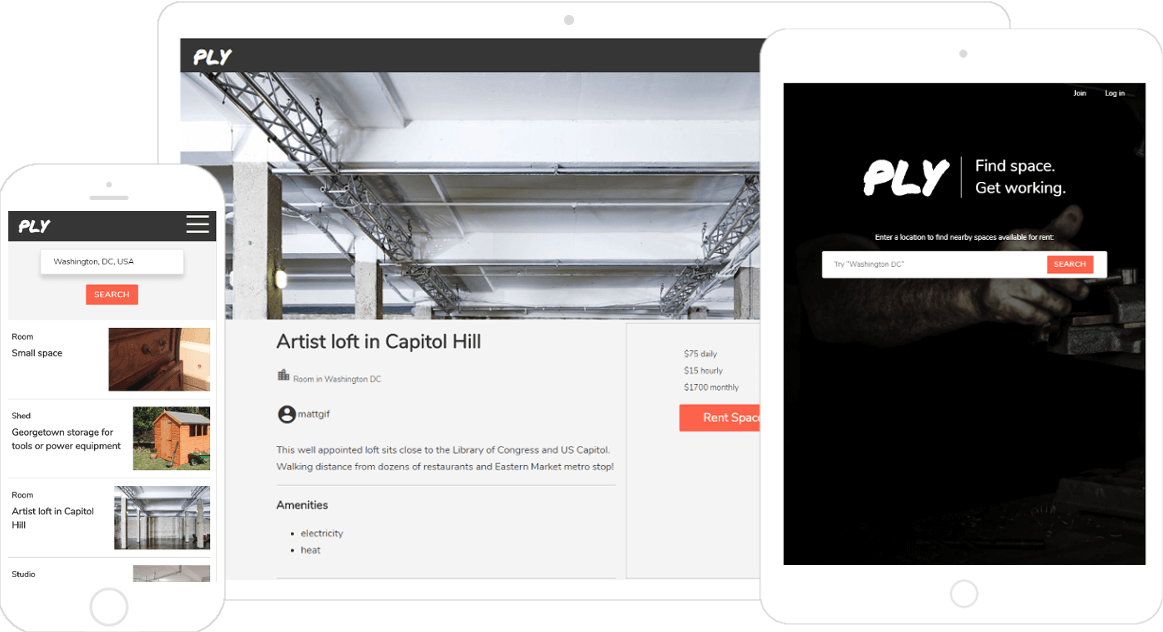 PLY
Washington, DC, USA
SEARCH
Room
Small space
Shed
Georgetown storage for
tools or power equipment
Room
Artist loft in Capitol
Hill
Studio
PLY
Artist loft in Capitol Hill
Room in Washington DC
mattgif
This well appointed loft sits close to the Library of Congress and US Capitol.
Walking distance from dozens of restaurants and Eastern Market metro stop!
Amenities
electricity
heat
$75 daily
$15 hourly
$1700 monthly
Rent Space
Join Log in
PLY
Find space.
Get working.
Enter a location to find nearby spaces available for rent:
Try "Washington DC"
SEARCH